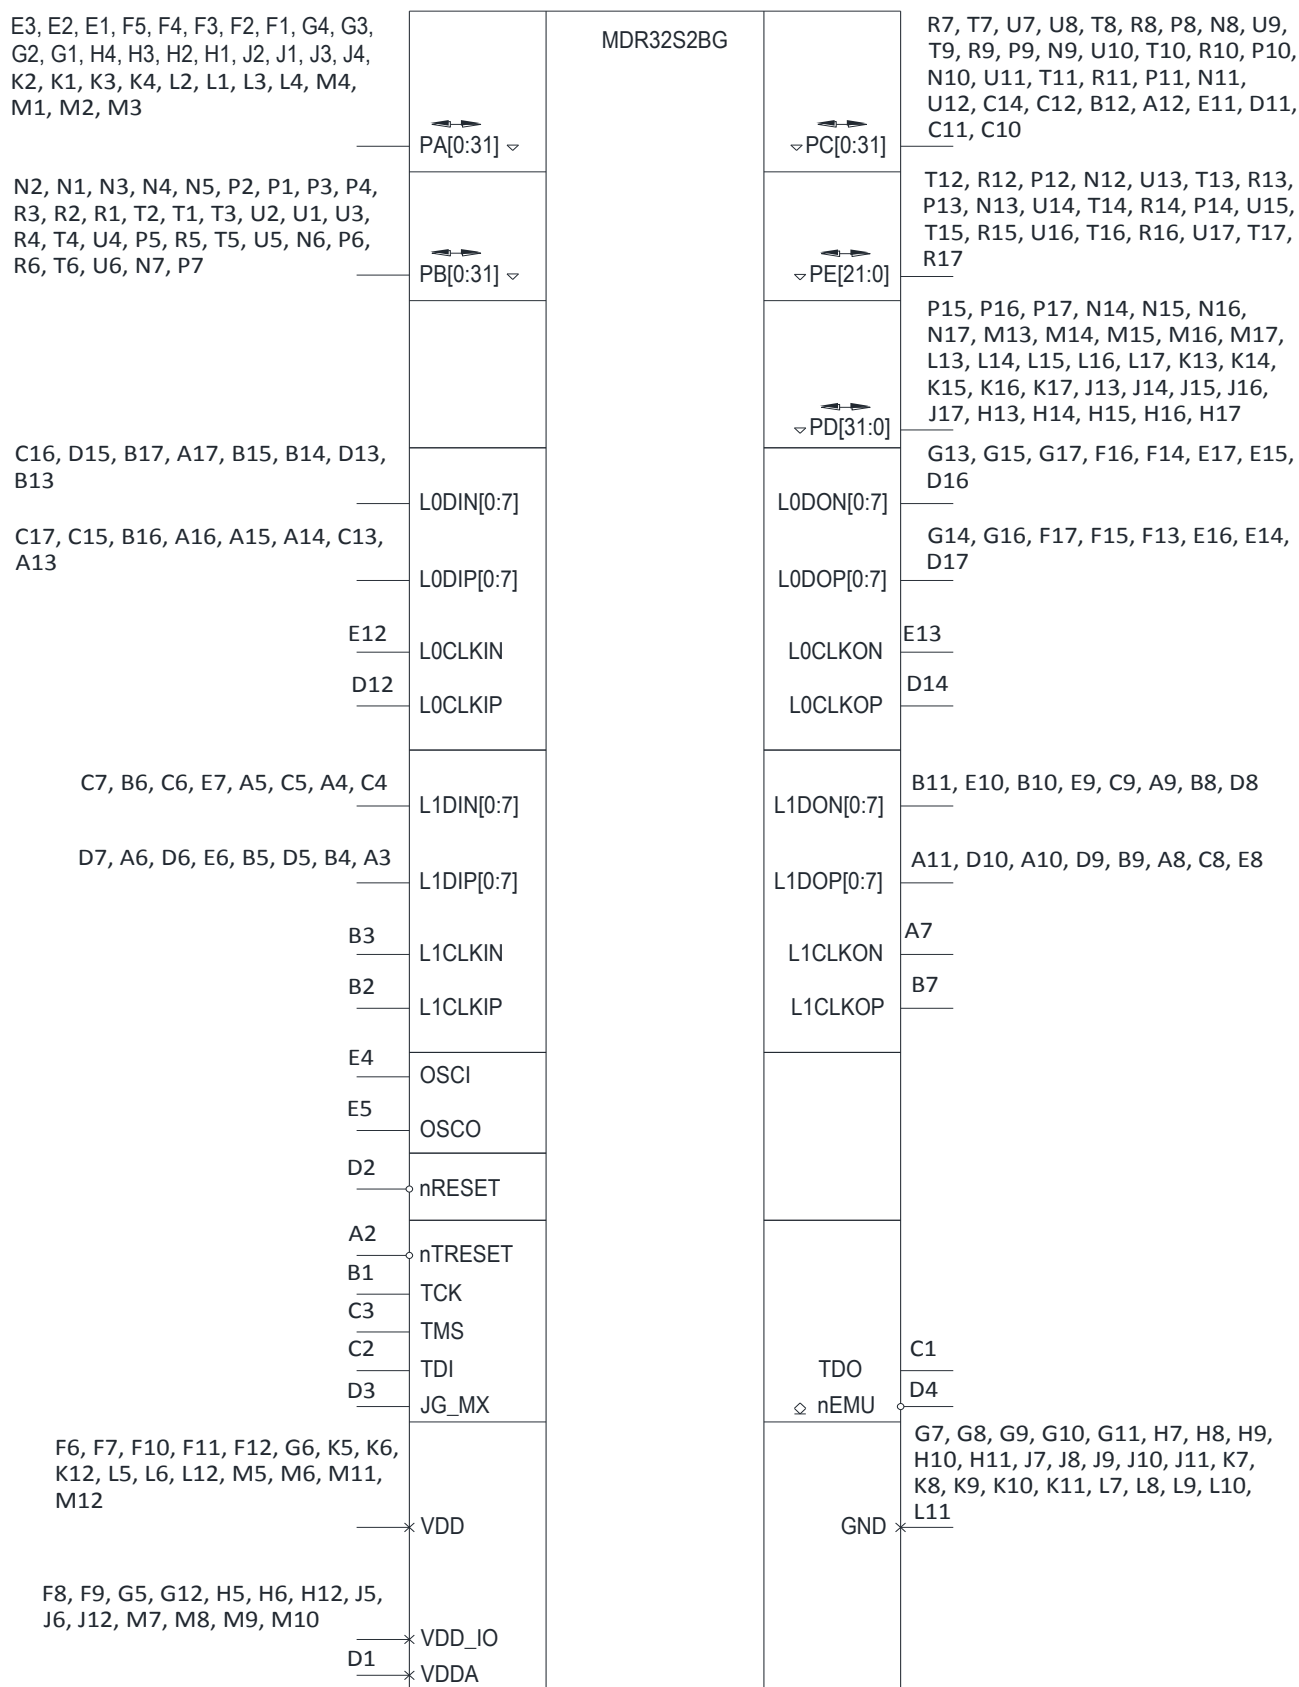 MDR32S2BG
E3, E2, E1, F5, F4, F3, F2, F1, G4, G3,
G2, G1, H4, H3, H2, H1, J2, J1, J3, J4,
K2, K1, K3, K4, L2, L1, L3, L4, M4,
M1, M2, M3
PA[0:31]
R7, T7, U7, U8, T8, R8, P8, N8, U9,
T9, R9, P9, N9, U10, T10, R10, P10,
N10, U11, T11, R11, P11, N11,
U12, C14, C12, B12, A12, E11, D11,
C11, C10
PC[0:31]
N2, N1, N3, N4, N5, P2, P1, P3, P4,
R3, R2, R1, T2, T1, T3, U2, U1, U3,
R4, T4, U4, P5, R5, T5, U5, N6, P6,
R6, T6, U6, N7, P7
PB[0:31]
T12, R12, P12, N12, U13, T13, R13,
P13, N13, U14, T14, R14, P14, U15,
T15, R15, U16, T16, R16, U17, T17,
R17
PE[21:0]
P15, P16, P17, N14, N15, N16,
N17, M13, M14, M15, M16, M17,
L13, L14, L15, L16, L17, K13, K14,
K15, K16, K17, J13, J14, J15, J16,
J17, H13, H14, H15, H16, H17
PD[31:0]
C16, D15, B17, A17, B15, B14, D13,
B13
L0DIN[0:7]
G13, G15, G17, F16, F14, E17, E15,
D16
L0DON[0:7]
C17, C15, B16, A16, A15, A14, C13,
A13
L0DIP[0:7]
G14, G16, F17, F15, F13, E16, E14,
D17
L0DOP[0:7]
E12
L0CLKIN
L0CLKON
E13
D12
L0CLKIP
L0CLKOP
D14
C7, B6, C6, E7, A5, C5, A4, C4
L1DIN[0:7]
L1DON[0:7]
B11, E10, B10, E9, C9, A9, B8, D8
D7, A6, D6, E6, B5, D5, B4, A3
L1DIP[0:7]
L1DOP[0:7]
A11, D10, A10, D9, B9, A8, C8, E8
B3
L1CLKIN
L1CLKON
A7
B2
L1CLKIP
L1CLKOP
B7
E4
OSCI
E5
OSCO
D2
nRESET
A2
nTRESET
B1
TCK
C3
TMS
C2
TDI
TDO
C1
D3
JG_MX
nEMU
D4
F6, F7, F10, F11, F12, G6, K5, K6,
K12, L5, L6, L12, M5, M6, M11,
M12
VDD
G7, G8, G9, G10, G11, H7, H8, H9,
H10, H11, J7, J8, J9, J10, J11, K7,
K8, K9, K10, K11, L7, L8, L9, L10,
L11
GND
F8, F9, G5, G12, H5, H6, H12, J5,
J6, J12, M7, M8, M9, M10
VDD_IO
D1
VDDA